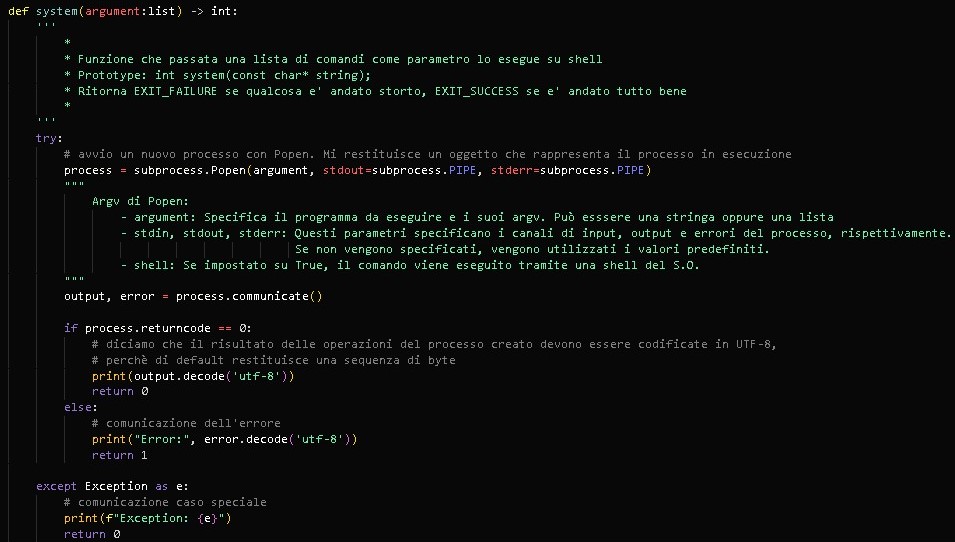 def system(argument:list) -> int:
'''
*
* Funzione che passata una lista di comandi come parametro lo esegue su shell
* Prototype: int system(const char* string);
* Ritorna EXIT_FAILURE se qualcosa e' andato storto, EXIT_SUCCESS se e' andato tutto bene
*
'''
try:
# avvio un nuovo processo con Popen. Mi restituisce un oggetto che rappresenta il processo in esecuzione
process = subprocess.Popen(argument, stdout=subprocess.PIPE, stderr=subprocess.PIPE)
"""
Argv di Popen:
- argument: Specifica il programma da eseguire e i suoi argv. Può esssere una stringa oppure una lista
- stdin, stdout, stderr: Questi parametri specificano i canali di input, output e errori del processo, rispettivamente.
Se non vengono specificati, vengono utilizzati i valori predefiniti.
- shell: Se impostato su True, il comando viene eseguito tramite una shell del S.O.
"""
output, error = process.communicate()
if process.returncode == 0:
# diciamo che il risultato delle operazioni del processo creato devono essere codificate in UTF-8,
# perchè di default restituisce una sequenza di byte
print(output.decode('utf-8'))
return 0
else:
# comunicazione dell'errore
print("Error:", error.decode('utf-8'))
return 1
except Exception as e:
# comunicazione caso speciale
print(f"Exception: {e}")
return 0